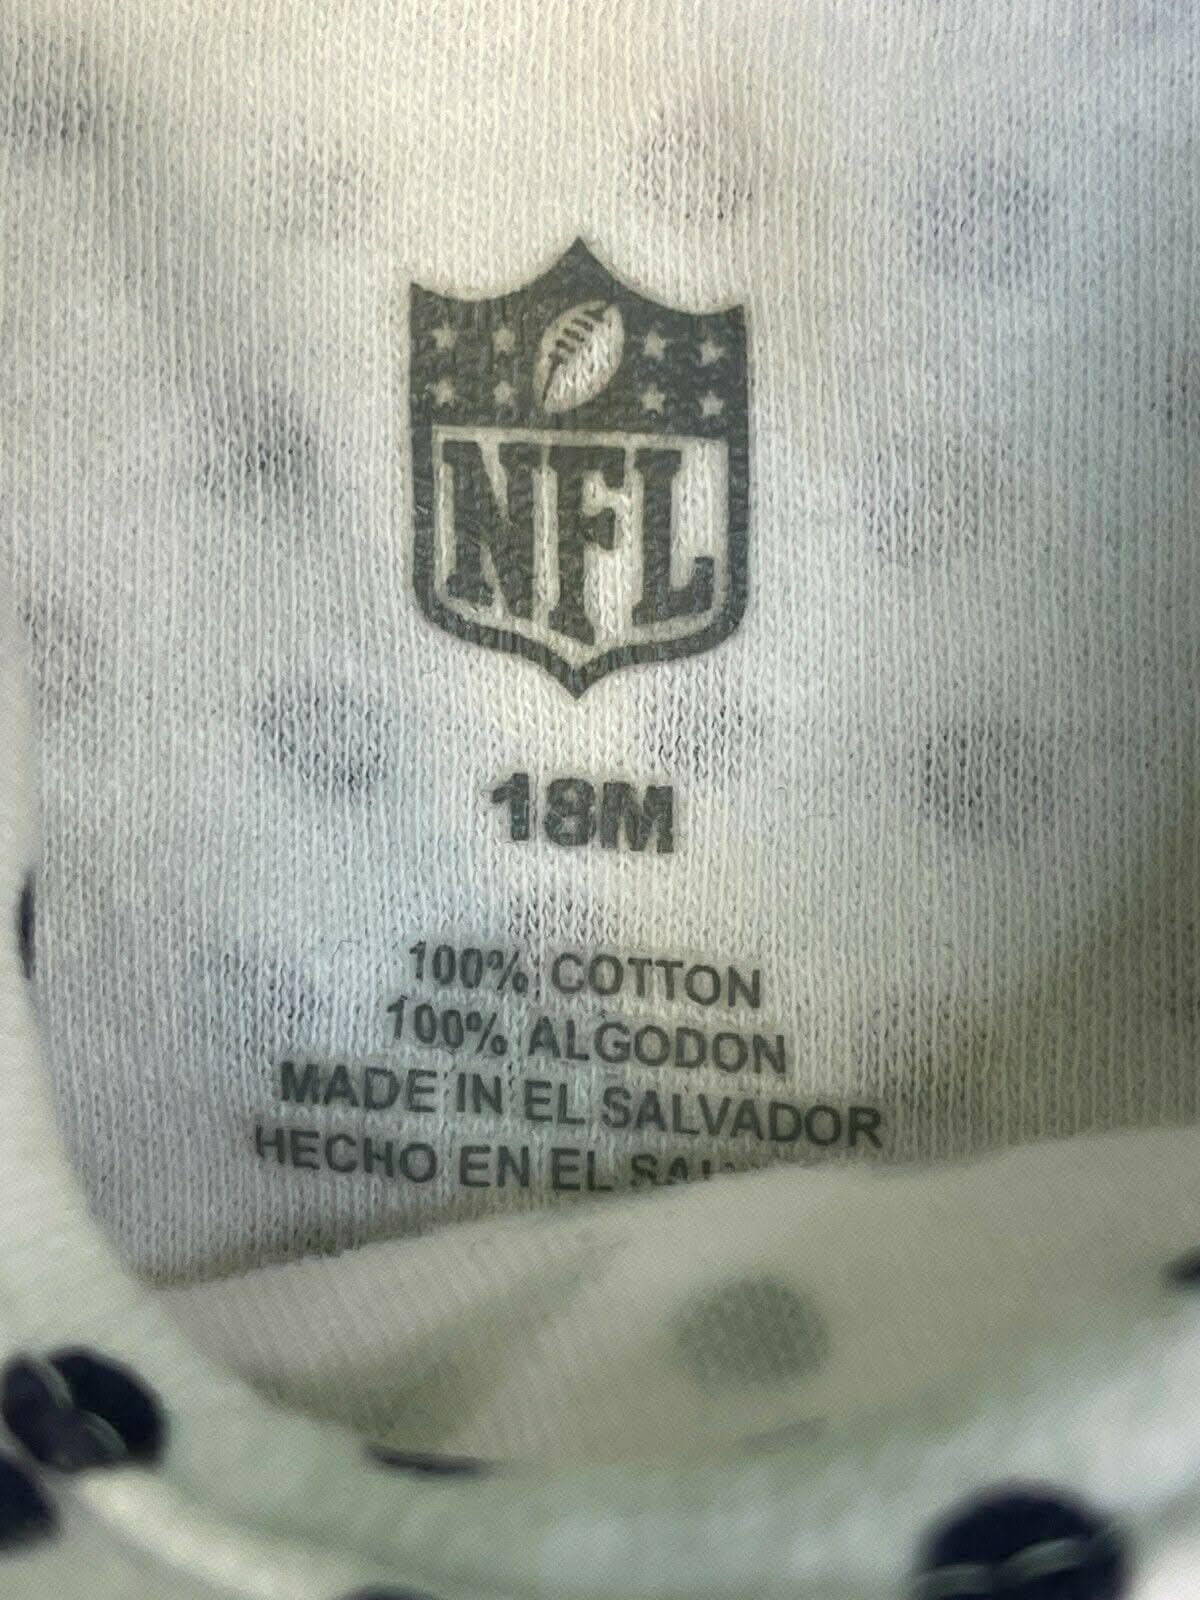 NFL
18M
100% COTTON
100% ALGODON
MADE IN EL SALVADOR
HECHO EN EL